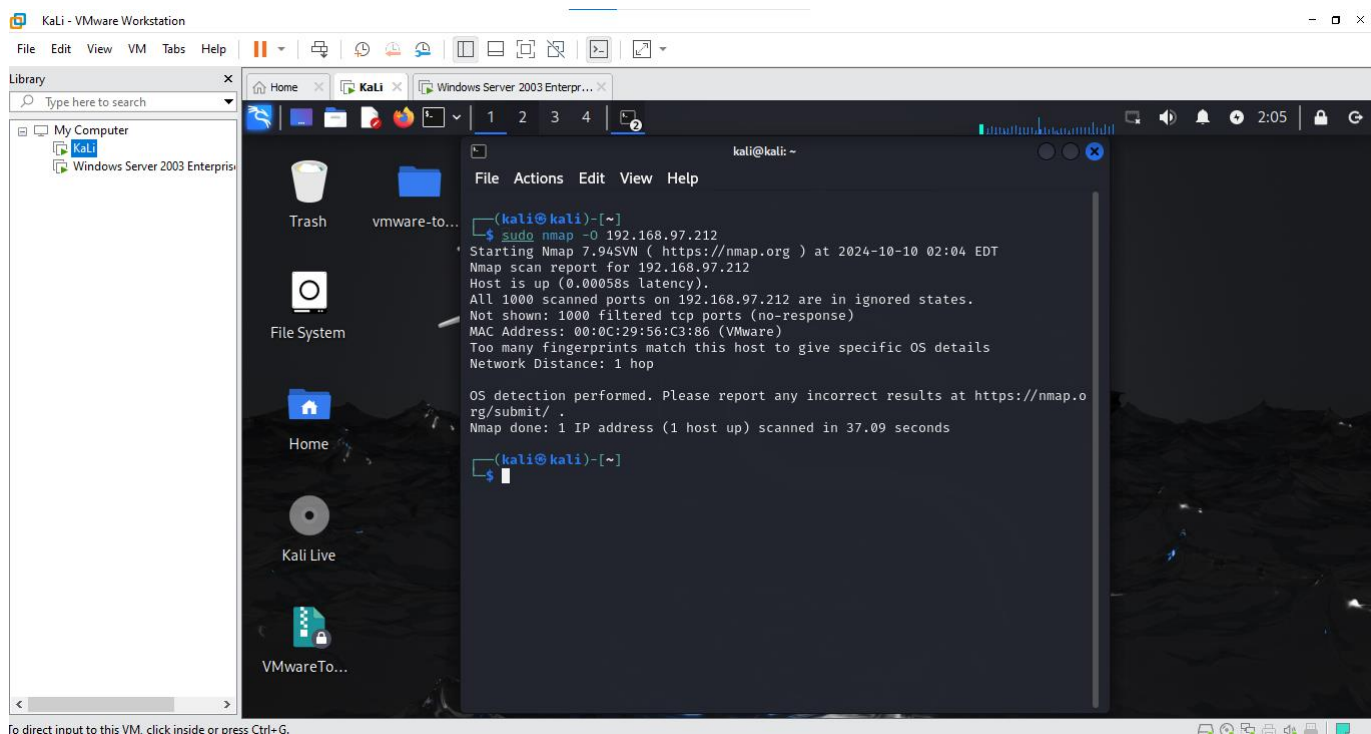 KaLi - VMware Workstation
File Edit View VM Tabs Help
Library
Type here to search
My Computer
KaLi
Windows Server 2003 Enterpris
Home KaLi Windows Server 2003 Enterpr...
1 2 3 4 2 2:05
Trash
vmware-to...
File System
Home
Kali Live
VMwareTo...
kali@kali: ~
File Actions Edit View Help
┌──(kali㉿kali)-[~]
└─$ sudo nmap -O 192.168.97.212
Starting Nmap 7.94SVN ( https://nmap.org ) at 2024-10-10 02:04 EDT
Nmap scan report for 192.168.97.212
Host is up (0.00058s latency).
All 1000 scanned ports on 192.168.97.212 are in ignored states.
Not shown: 1000 filtered tcp ports (no-response)
MAC Address: 00:0C:29:56:C3:86 (VMware)
Too many fingerprints match this host to give specific OS details
Network Distance: 1 hop
OS detection performed. Please report any incorrect results at https://nmap.o
rg/submit/ .
Nmap done: 1 IP address (1 host up) scanned in 37.09 seconds
┌──(kali㉿kali)-[~]
└─$
To direct input to this VM, click inside or press Ctrl+G.